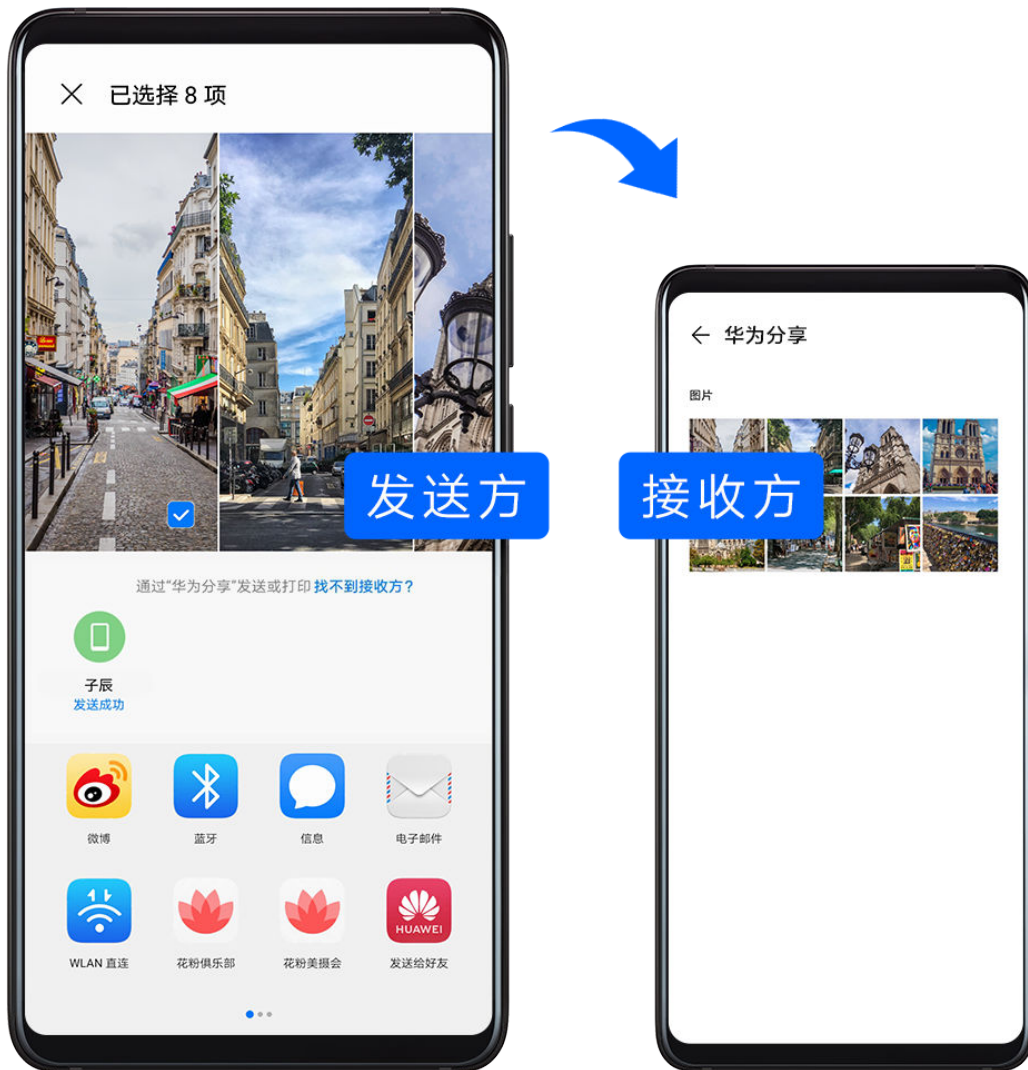 已选择 8 项
发送方
通过“华为分享”发送或打印 找不到接收方？
子辰
发送成功
微博
蓝牙
信息
电子邮件
HUAWEI
WLAN 直连
花粉俱乐部
花粉美摄会
发送给好友
华为分享
图片
接收方